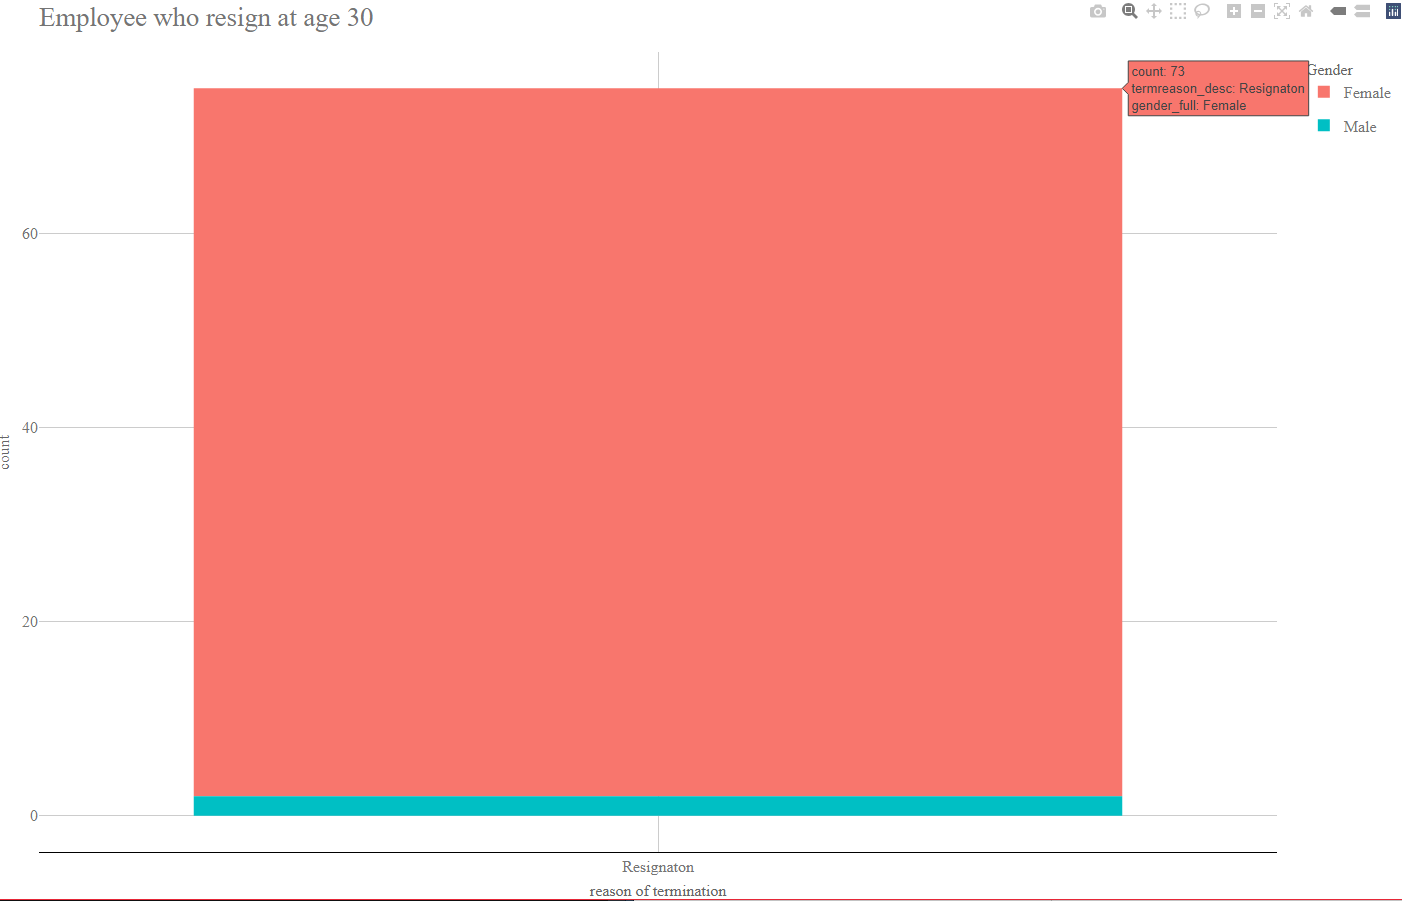 Employee who resign at age 30
count: 73
termreason_desc: Resignaton
gender_full: Female
Gender
Female
Male
60
40
20
0
count
Resignaton
reason of termination